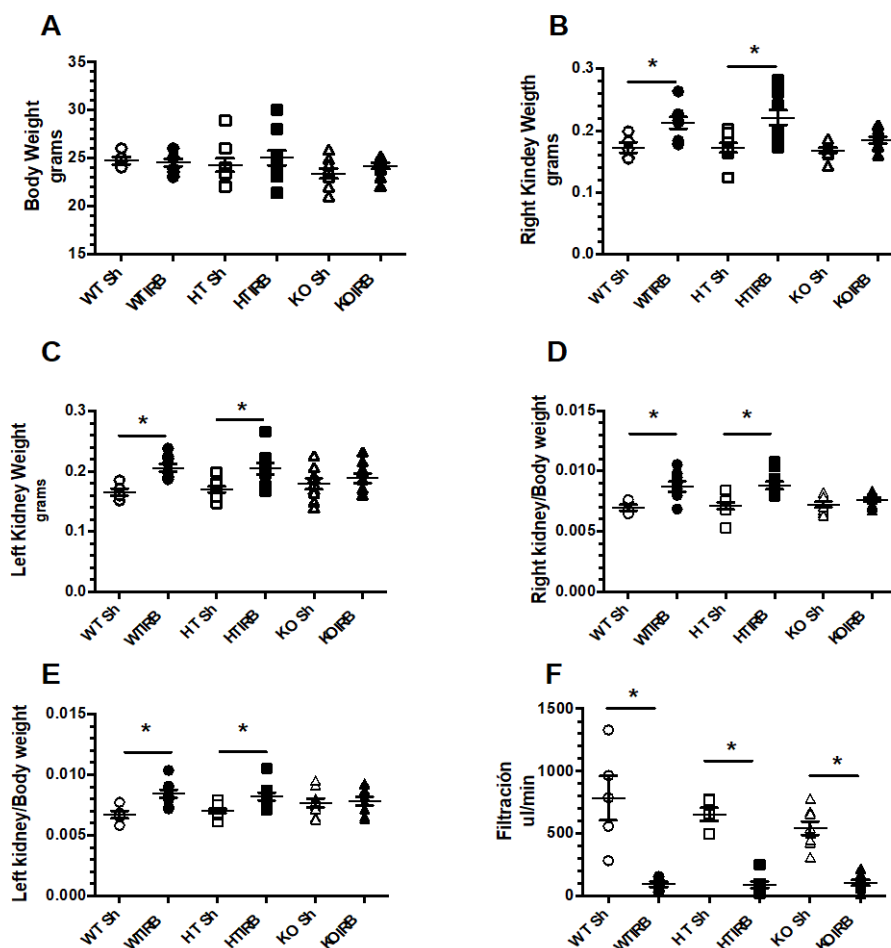 A
Body Weight
grams
35
30
25
20
15
WT Sh
WTIRB
HT Sh
HTIRB
KO Sh
KOIRB
B
Right Kindey Weigth
grams
0.3
0.2
0.1
0.0
* *
WT Sh
WTIRB
HT Sh
HTIRB
KO Sh
KOIRB
C
Left Kidney Weight
grams
0.3
0.2
0.1
0.0
* *
WT Sh
WTIRB
HT Sh
HTIRB
KO Sh
KOIRB
D
Right kidney/Body weight
0.015
0.010
0.005
0.000
* *
WT Sh
WTIRB
HT Sh
HTIRB
KO Sh
KOIRB
E
Left kidney/Body weight
0.015
0.010
0.005
0.000
* *
WT Sh
WTIRB
HT Sh
HTIRB
KO Sh
KOIRB
F
Filtración
ul/min
1500
1000
500
0
* * *
WT Sh
WTIRB
HT Sh
HTIRB
KO Sh
KOIRB